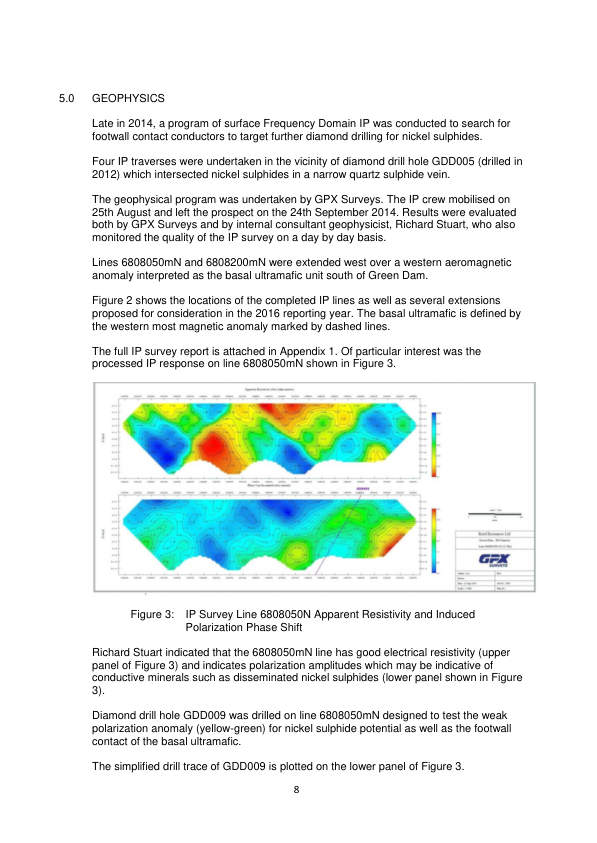 5.0 GEOPHYSICS
Late in 2014, a program of surface Frequency Domain IP was conducted to search for
footwall contact conductors to target further diamond drilling for nickel sulphides.
Four IP traverses were undertaken in the vicinity of diamond drill hole GDD005 (drilled in
2012) which intersected nickel sulphides in a narrow quartz sulphide vein.
The geophysical program was undertaken by GPX Surveys. The IP crew mobilised on
25th August and left the prospect on the 24th September 2014. Results were evaluated
both by GPX Surveys and by internal consultant geophysicist, Richard Stuart, who also
monitored the quality of the IP survey on a day by day basis.
Lines 6808050mN and 6808200mN were extended west over a western aeromagnetic
anomaly interpreted as the basal ultramafic unit south of Green Dam.
Figure 2 shows the locations of the completed IP lines as well as several extensions
proposed for consideration in the 2016 reporting year. The basal ultramafic is defined by
the western most magnetic anomaly marked by dashed lines.
The full IP survey report is attached in Appendix 1. Of particular interest was the
processed IP response on line 6808050mN shown in Figure 3.
GPX
SURVEYS
Figure 3: IP Survey Line 6808050N Apparent Resistivity and Induced
Polarization Phase Shift
Richard Stuart indicated that the 6808050mN line has good electrical resistivity (upper
panel of Figure 3) and indicates polarization amplitudes which may be indicative of
conductive minerals such as disseminated nickel sulphides (lower panel shown in Figure
3).
Diamond drill hole GDD009 was drilled on line 6808050mN designed to test the weak
polarization anomaly (yellow-green) for nickel sulphide potential as well as the footwall
contact of the basal ultramafic.
The simplified drill trace of GDD009 is plotted on the lower panel of Figure 3.
8